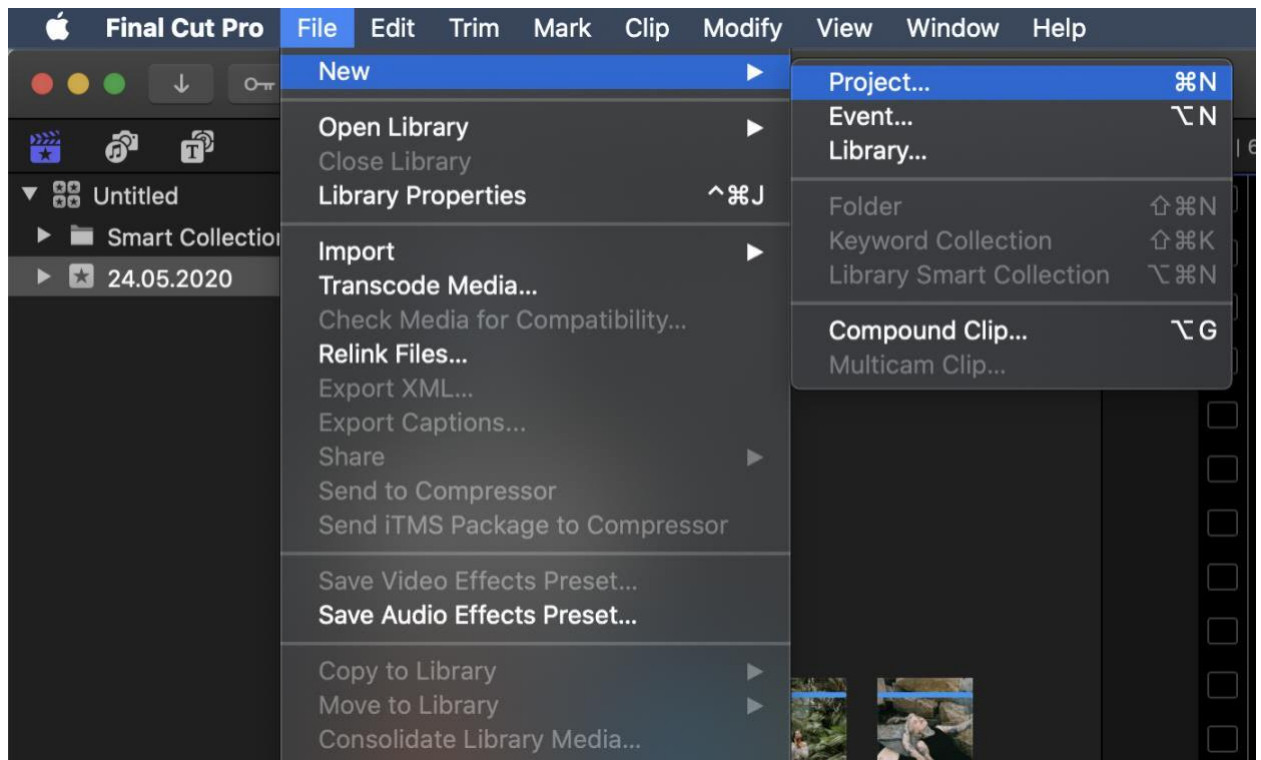 Final Cut Pro File Edit Trim Mark Clip Modify View Window Help
New
Open Library
Close Library
Library Properties ^⌘J
Import
Transcode Media...
Check Media for Compatibility...
Relink Files...
Export XML...
Export Captions...
Share
Send to Compressor
Send iTMS Package to Compressor
Save Video Effects Preset...
Save Audio Effects Preset...
Copy to Library
Move to Library
Consolidate Library Media...
Project... ⌘N
Event... ⌥N
Library...
Folder ⇧⌘N
Keyword Collection ⇧⌘K
Library Smart Collection ⌥⌘N
Compound Clip... ⌥G
Multicam Clip...
Untitled
Smart Collection
24.05.2020